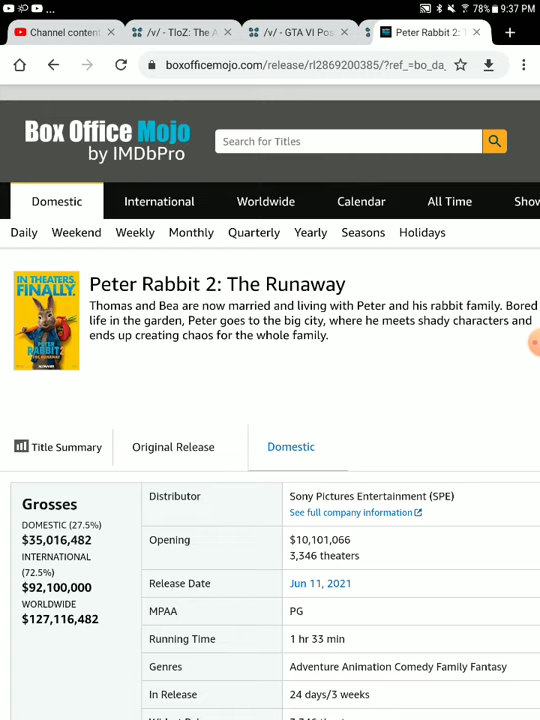 ... 78% 9:37 PM
Channel content /v/ - TloZ: The A /v/ - GTA VI Pos Peter Rabbit 2: T
boxofficemojo.com/release/rl2869200385/?ref_=bo_da_
Box Office Mojo
by IMDbPro
Search for Titles
Domestic International Worldwide Calendar All Time Show
Daily Weekend Weekly Monthly Quarterly Yearly Seasons Holidays
IN THEATERS.
FINALLY.
PETER
RABBIT 2
THE RUNAWAY
Peter Rabbit 2: The Runaway
Thomas and Bea are now married and living with Peter and his rabbit family. Bored
life in the garden, Peter goes to the big city, where he meets shady characters and
ends up creating chaos for the whole family.
Title Summary Original Release Domestic
Grosses
DOMESTIC (27.5%)
$35,016,482
INTERNATIONAL
(72.5%)
$92,100,000
WORLDWIDE
$127,116,482
Distributor Sony Pictures Entertainment (SPE)
See full company information
Opening $10,101,066
3,346 theaters
Release Date Jun 11, 2021
MPAA PG
Running Time 1 hr 33 min
Genres Adventure Animation Comedy Family Fantasy
In Release 24 days/3 weeks